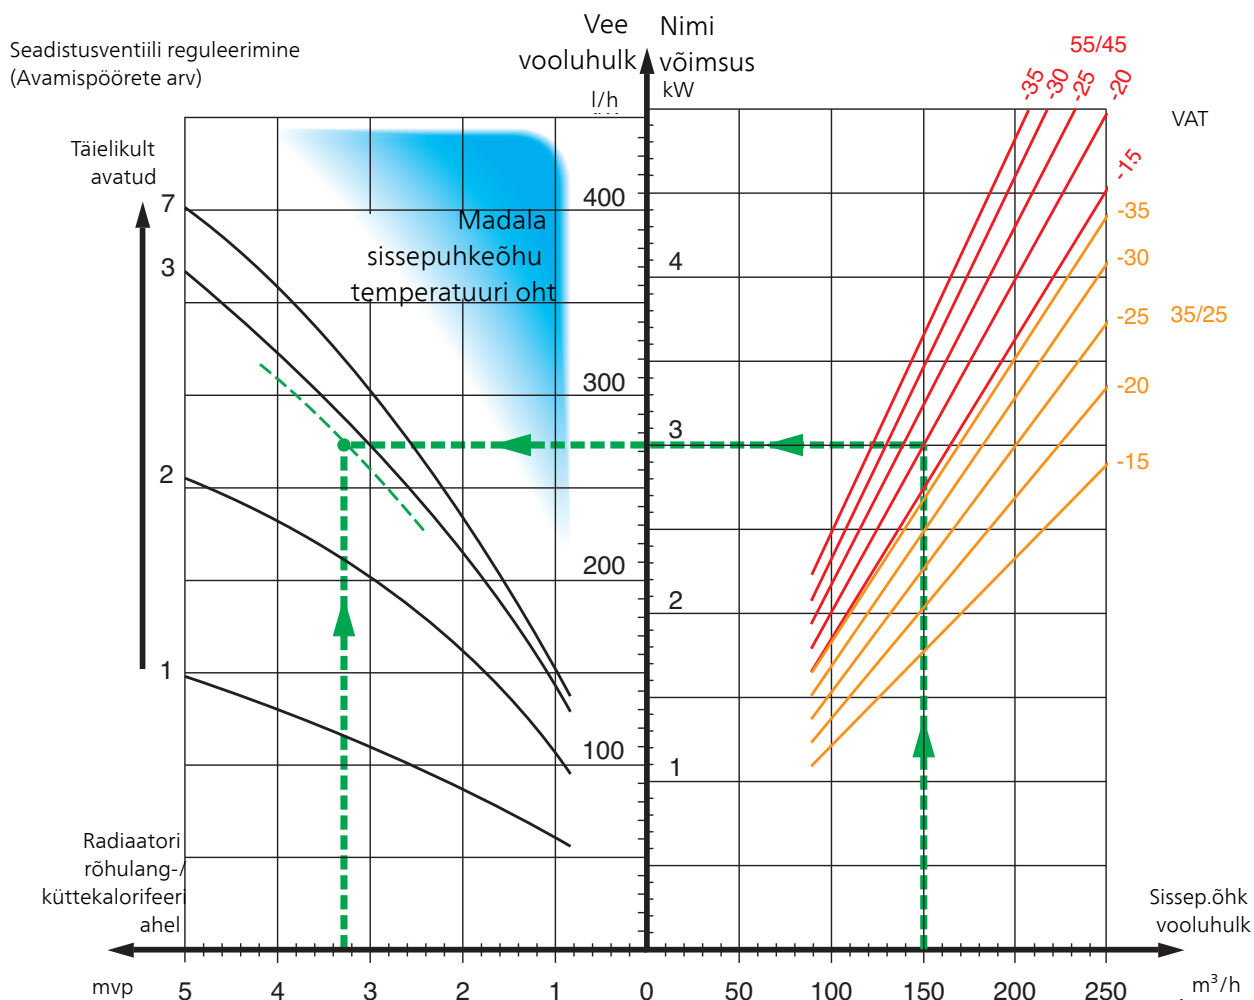 Seadistusventiili reguleerimine
(Avamispöörete arv)
Vee
vooluhulk
l/h
Nimi
võimsus
kW
55/45
-35
-30
-25
-20
-15
VAT
-35
-30
-25
35/25
-20
-15
Täielikult
avatud
7
3
2
1
Madala
sissepuhkeõhu
temperatuuri oht
400
300
200
100
4
3
2
1
Radiaatori
rõhulang-/
küttekalorifeeri
ahel
Sissep.õhk
vooluhulk
mvp
5 4 3 2 1 0 50 100 150 200 250
m³/h